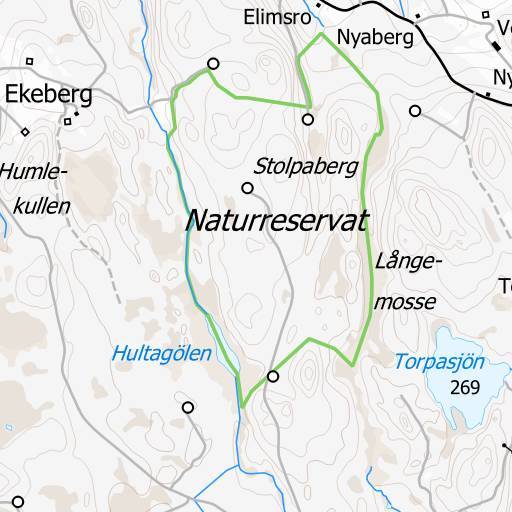 Elimsro
Nyaberg
Ekeberg
Stolpaberg
Humle-
kullen
Naturreservat
Långe-
mosse
Hultagölen
Torpasjön
269